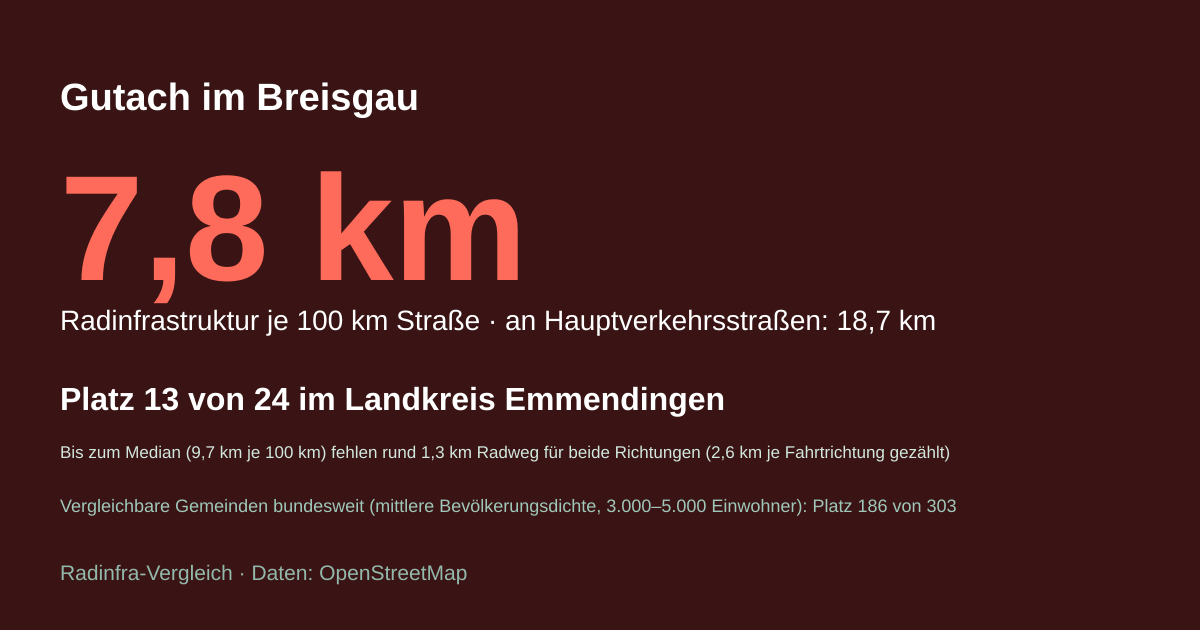 Gutach im Breisgau
7,8 km
Radinfrastruktur je 100 km Straße · an Hauptverkehrsstraßen: 18,7 km
Platz 13 von 24 im Landkreis Emmendingen
Bis zum Median (9,7 km je 100 km) fehlen rund 1,3 km Radweg für beide Richtungen (2,6 km je Fahrtrichtung gezählt)
Vergleichbare Gemeinden bundesweit (mittlere Bevölkerungsdichte, 3.000–5.000 Einwohner): Platz 186 von 303
Radinfra-Vergleich · Daten: OpenStreetMap